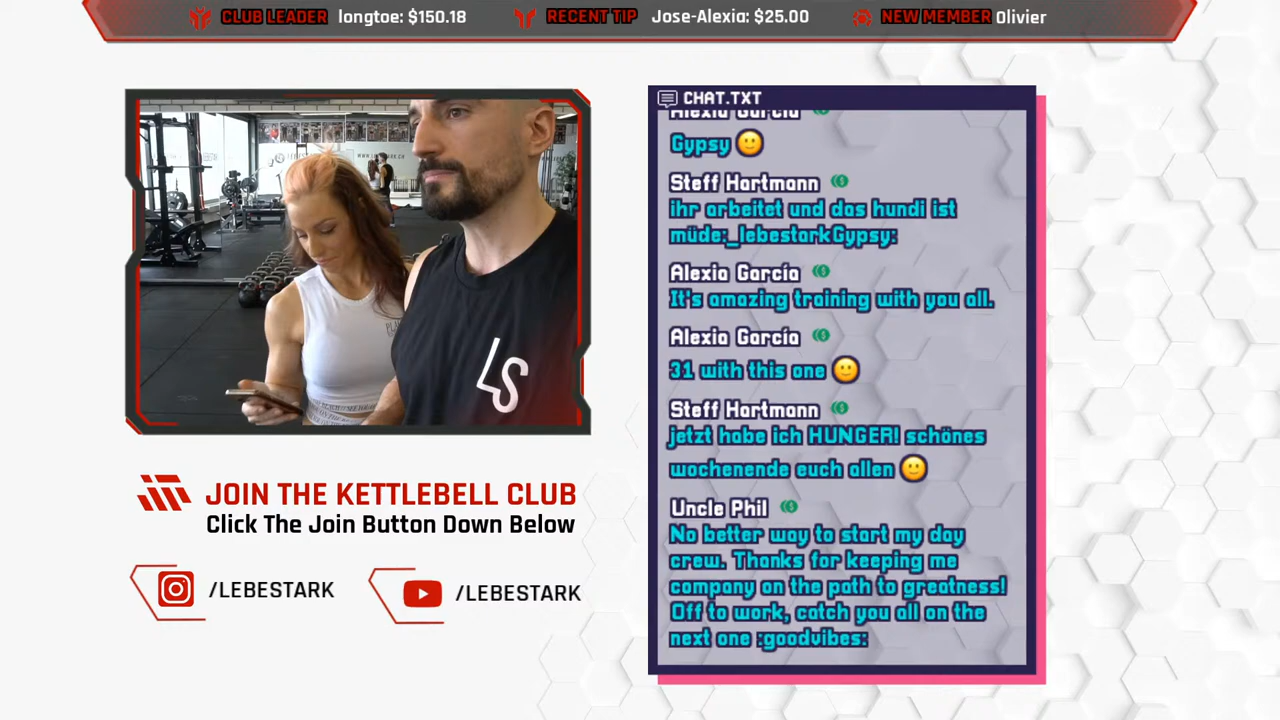 CLUB LEADER longtoe: $150.18 RECENT TIP Jose-Alexia: $25.00 NEW MEMBER Olivier
CHAT.TXT
Alexia García
Gypsy 🙂
Steff Hartmann
ihr arbeitet und das hundi ist
müde:_lebestarkGypsy:
Alexia García
It's amazing training with you all.
Alexia García
31 with this one 🙂
Steff Hartmann
jetzt habe ich HUNGER! schönes
wochenende euch allen 🙂
Uncle Phil
No better way to start my day
crew. Thanks for keeping me
company on the path to greatness!
Off to work, catch you all on the
next one :goodvibes:
LS
JOIN THE KETTLEBELL CLUB
Click The Join Button Down Below
/LEBESTARK
/LEBESTARK